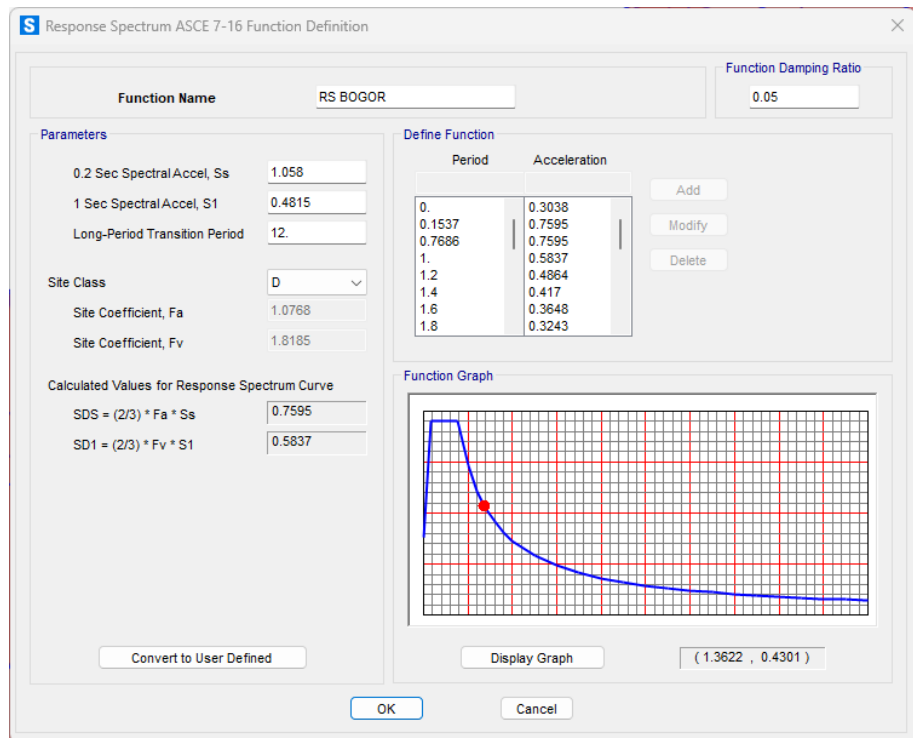 S Response Spectrum ASCE 7-16 Function Definition
Function Damping Ratio
Function Name RS BOGOR 0.05
Parameters
0.2 Sec Spectral Accel, Ss 1.058
1 Sec Spectral Accel, S1 0.4815
Long-Period Transition Period 12.
Site Class D
Site Coefficient, Fa 1.0768
Site Coefficient, Fv 1.8185
Calculated Values for Response Spectrum Curve
SDS = (2/3) * Fa * Ss 0.7595
SD1 = (2/3) * Fv * S1 0.5837
Convert to User Defined
Define Function
Period Acceleration
0. 0.3038
0.1537 0.7595
0.7686 0.7595
1. 0.5837
1.2 0.4864
1.4 0.417
1.6 0.3648
1.8 0.3243
Add
Modify
Delete
Function Graph
Display Graph ( 1.3622 , 0.4301 )
OK Cancel